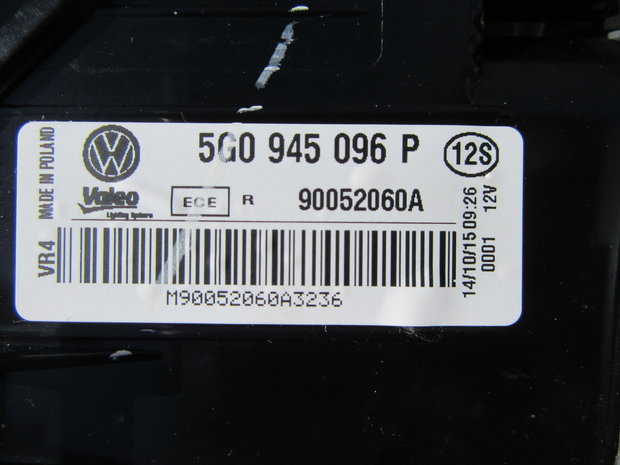 MADE IN POLAND
VR4
VW
5G0 945 096 P
12S
Valeo
Lighting Systems
ECE
R
90052060A
14/10/15 09:26
0001 12V
M90052060A3236